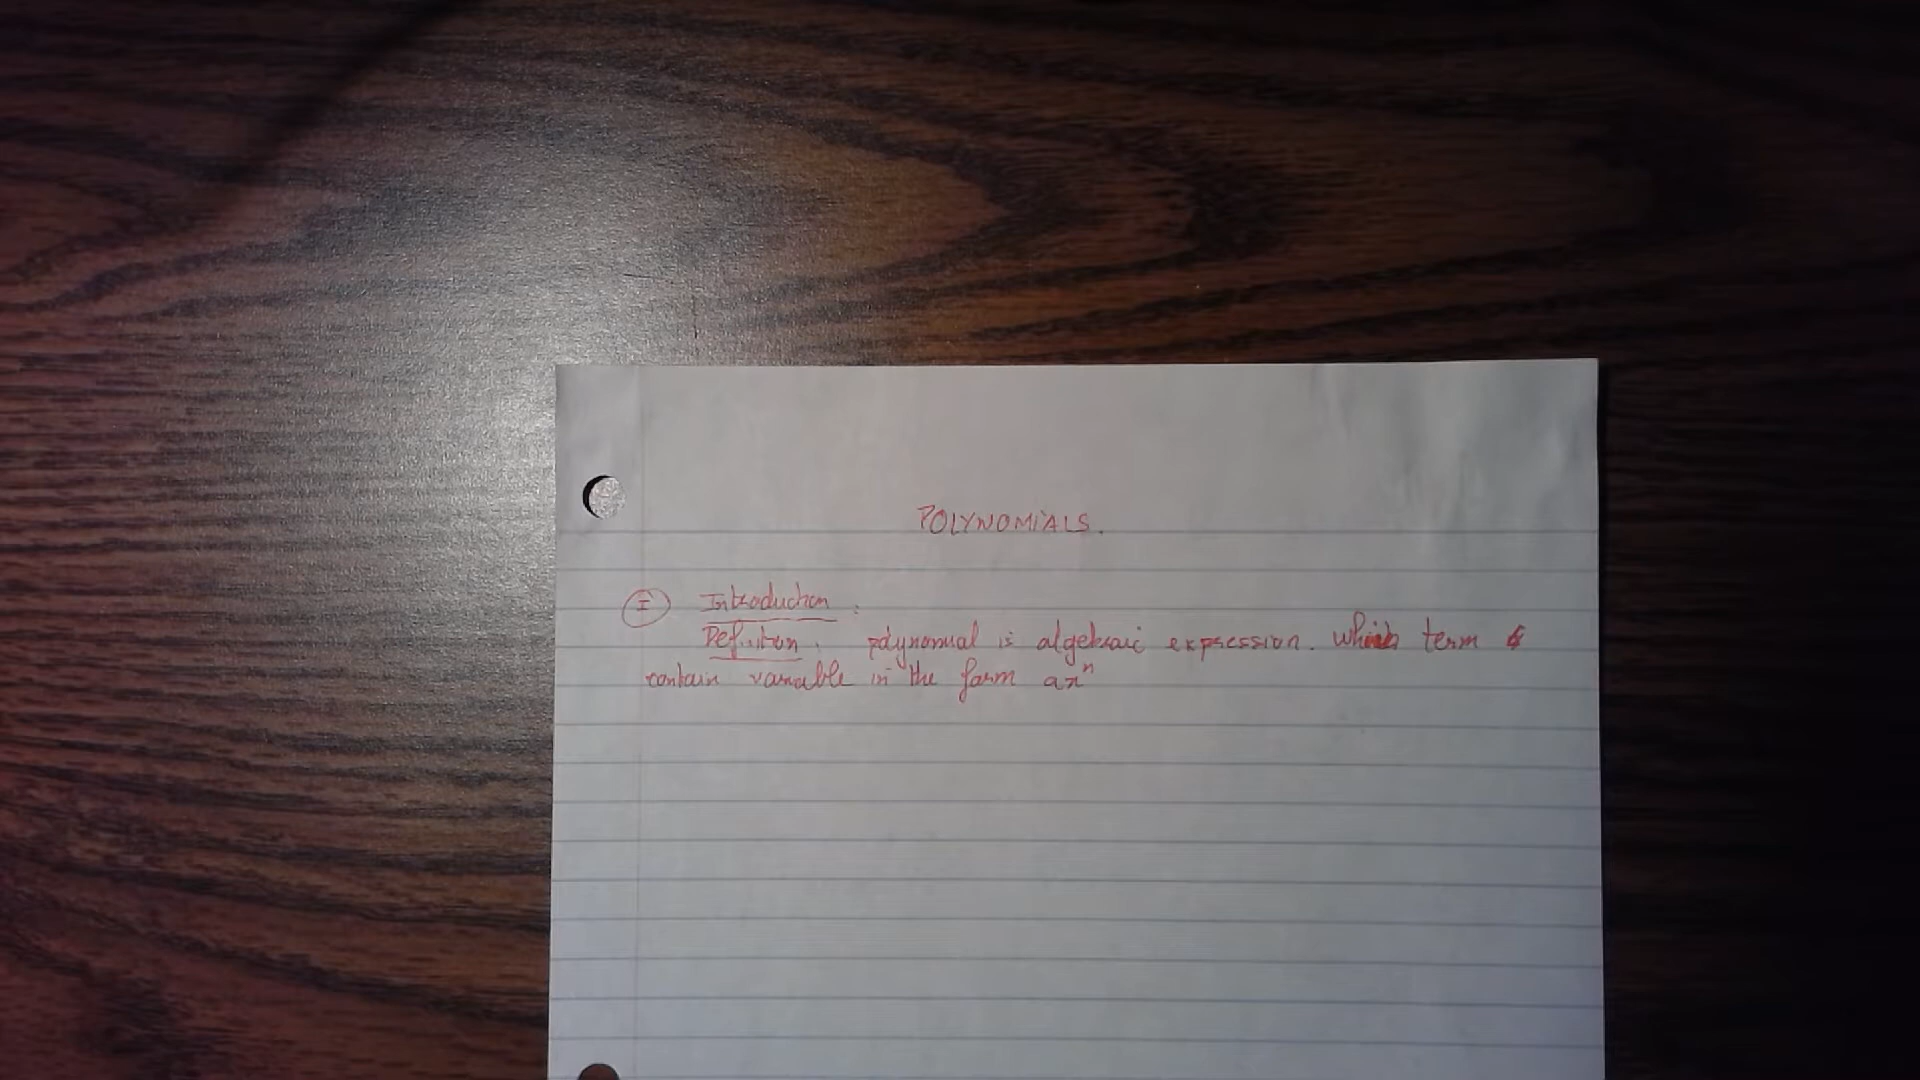 POLYNOMIALS.
I Introduction :
Definition : polynomial is algebraic expression. which term
contain variable in the form axⁿ